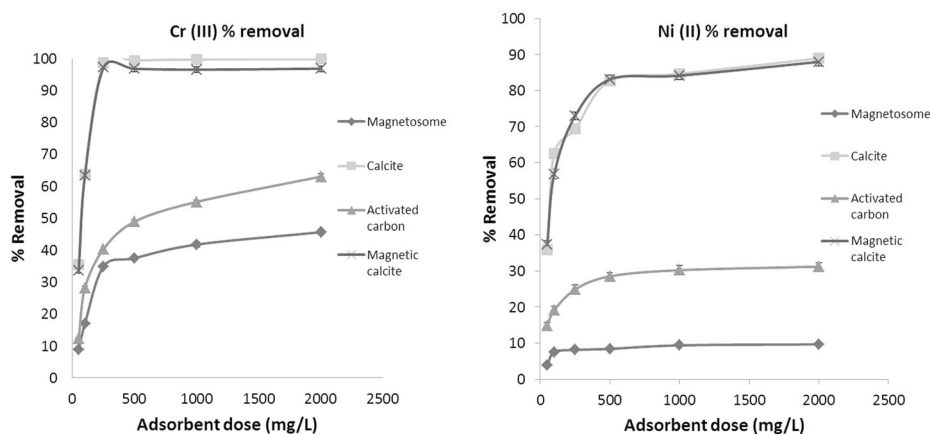 Cr (III) % removal
% Removal
100
90
80
70
60
50
40
30
20
10
0
0 500 1000 1500 2000 2500
Adsorbent dose (mg/L)
Magnetosome
Calcite
Activated
carbon
Magnetic
calcite
Ni (II) % removal
% Removal
100
90
80
70
60
50
40
30
20
10
0
0 500 1000 1500 2000 2500
Adsorbent dose (mg/L)
Magnetosome
Calcite
Activated
carbon
Magnetic
calcite